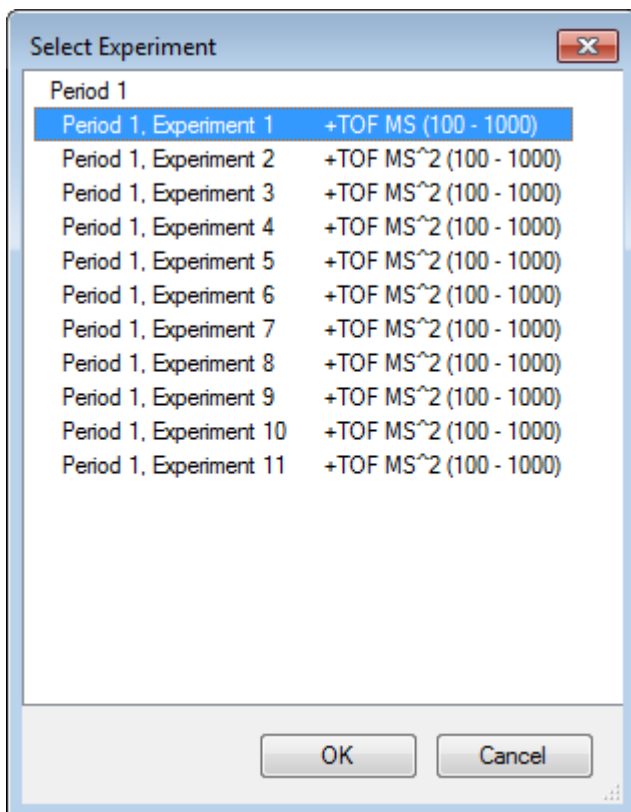 Select Experiment
Period 1
Period 1, Experiment 1 +TOF MS (100 - 1000)
Period 1, Experiment 2 +TOF MS^2 (100 - 1000)
Period 1, Experiment 3 +TOF MS^2 (100 - 1000)
Period 1, Experiment 4 +TOF MS^2 (100 - 1000)
Period 1, Experiment 5 +TOF MS^2 (100 - 1000)
Period 1, Experiment 6 +TOF MS^2 (100 - 1000)
Period 1, Experiment 7 +TOF MS^2 (100 - 1000)
Period 1, Experiment 8 +TOF MS^2 (100 - 1000)
Period 1, Experiment 9 +TOF MS^2 (100 - 1000)
Period 1, Experiment 10 +TOF MS^2 (100 - 1000)
Period 1, Experiment 11 +TOF MS^2 (100 - 1000)
OK Cancel